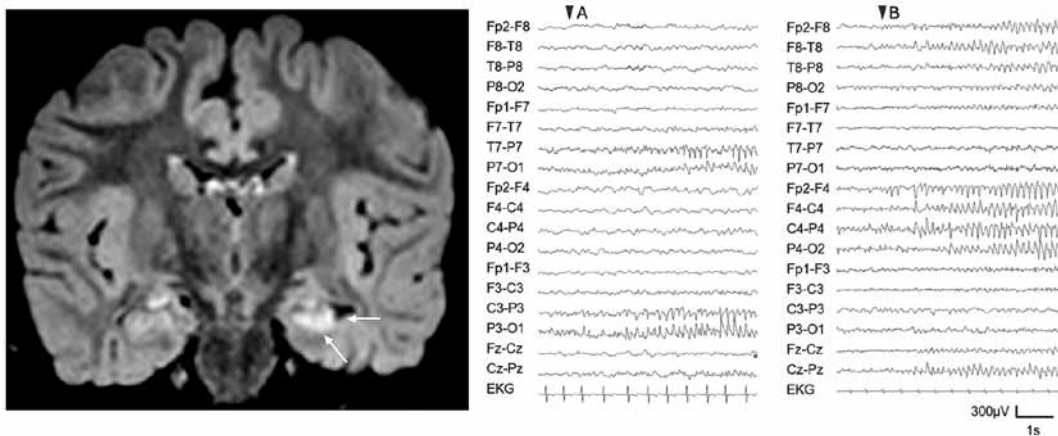 A
Fp2-F8
F8-T8
T8-P8
P8-O2
Fp1-F7
F7-T7
T7-P7
P7-O1
Fp2-F4
F4-C4
C4-P4
P4-O2
Fp1-F3
F3-C3
C3-P3
P3-O1
Fz-Cz
Cz-Pz
EKG
B
Fp2-F8
F8-T8
T8-P8
P8-O2
Fp1-F7
F7-T7
T7-P7
P7-O1
Fp2-F4
F4-C4
C4-P4
P4-O2
Fp1-F3
F3-C3
C3-P3
P3-O1
Fz-Cz
Cz-Pz
EKG
300μV
1s